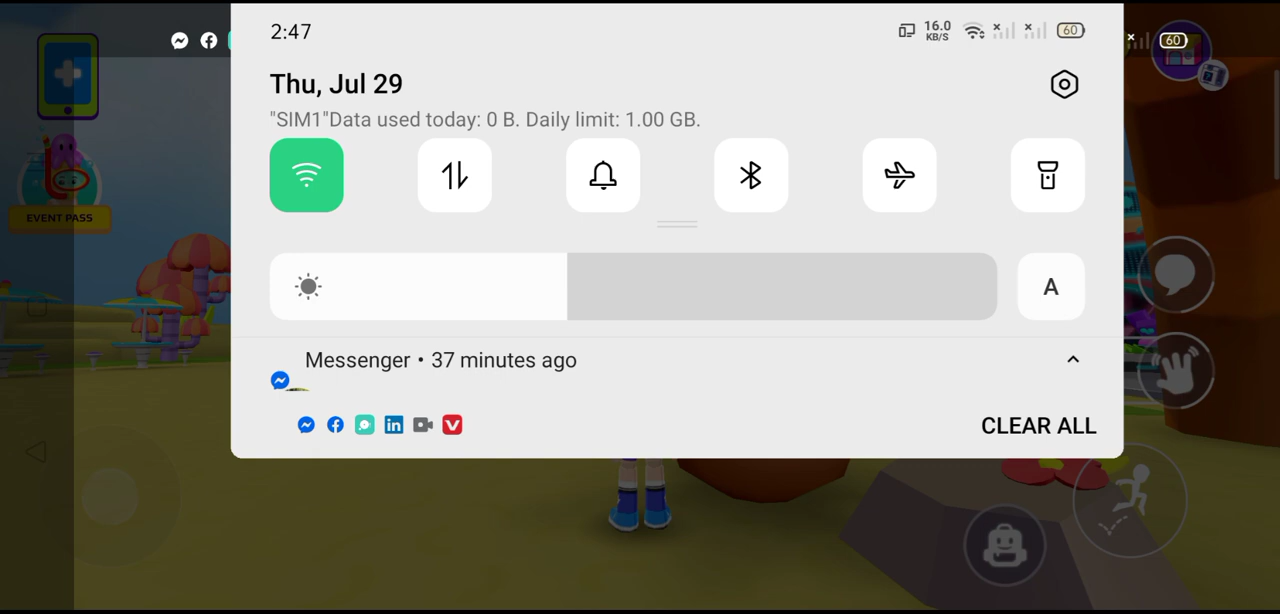 2:47
16.0
KB/S
60
60
Thu, Jul 29
"SIM1"Data used today: 0 B. Daily limit: 1.00 GB.
EVENT PASS
A
Messenger • 37 minutes ago
CLEAR ALL